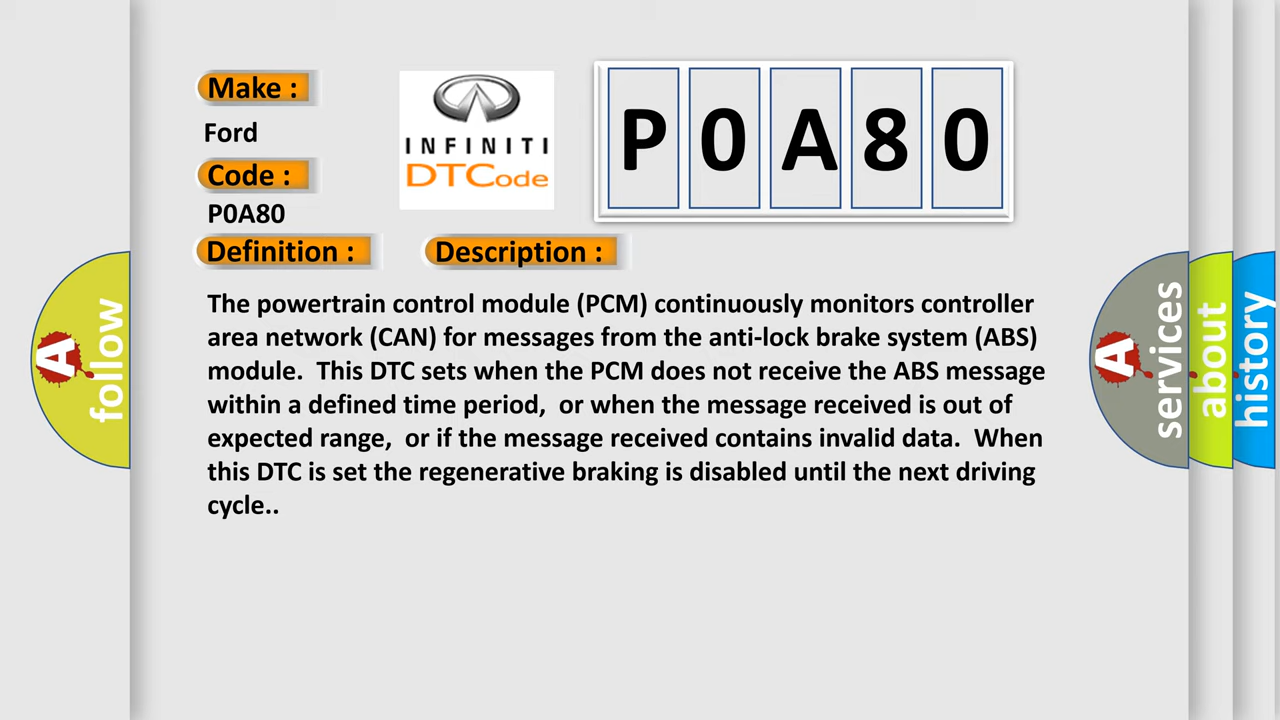 Make :
Ford
Code :
P0A80
INFINITI
DTCode
P0A80
Definition :
Description :
The powertrain control module (PCM) continuously monitors controller
area network (CAN) for messages from the anti-lock brake system (ABS)
module. This DTC sets when the PCM does not receive the ABS message
within a defined time period, or when the message received is out of
expected range, or if the message received contains invalid data. When
this DTC is set the regenerative braking is disabled until the next driving
cycle..
A
follow
A
services
about
history